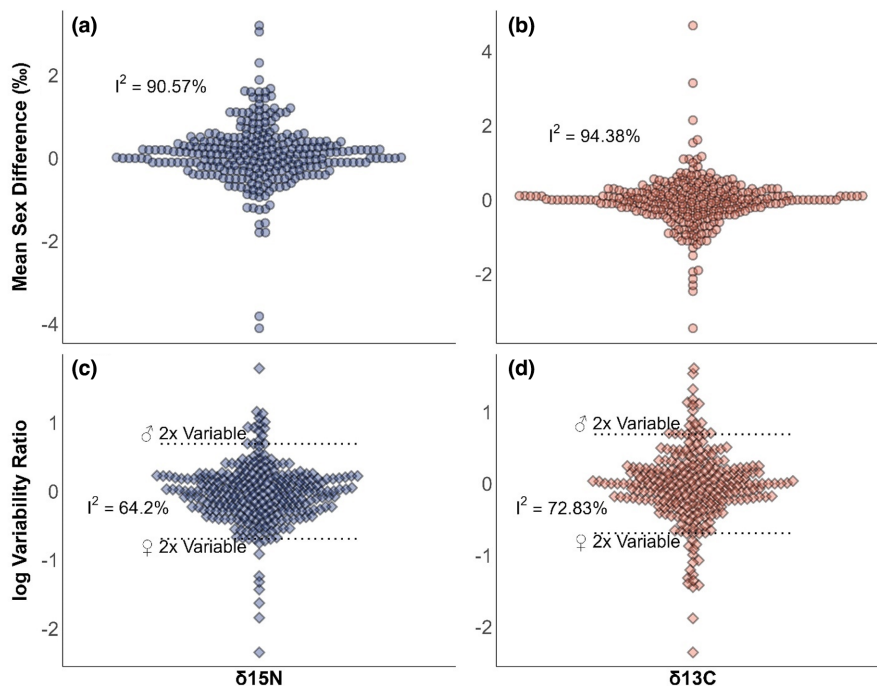 (a)
(b)
Mean Sex Difference (‰)
2
0
-2
-4
I² = 90.57%
4
2
0
-2
I² = 94.38%
(c)
(d)
log Variability Ratio
1
0
-1
-2
♂ 2x Variable
I² = 64.2%
♀ 2x Variable
1
0
-1
-2
♂ 2x Variable
I² = 72.83%
♀ 2x Variable
δ15N
δ13C